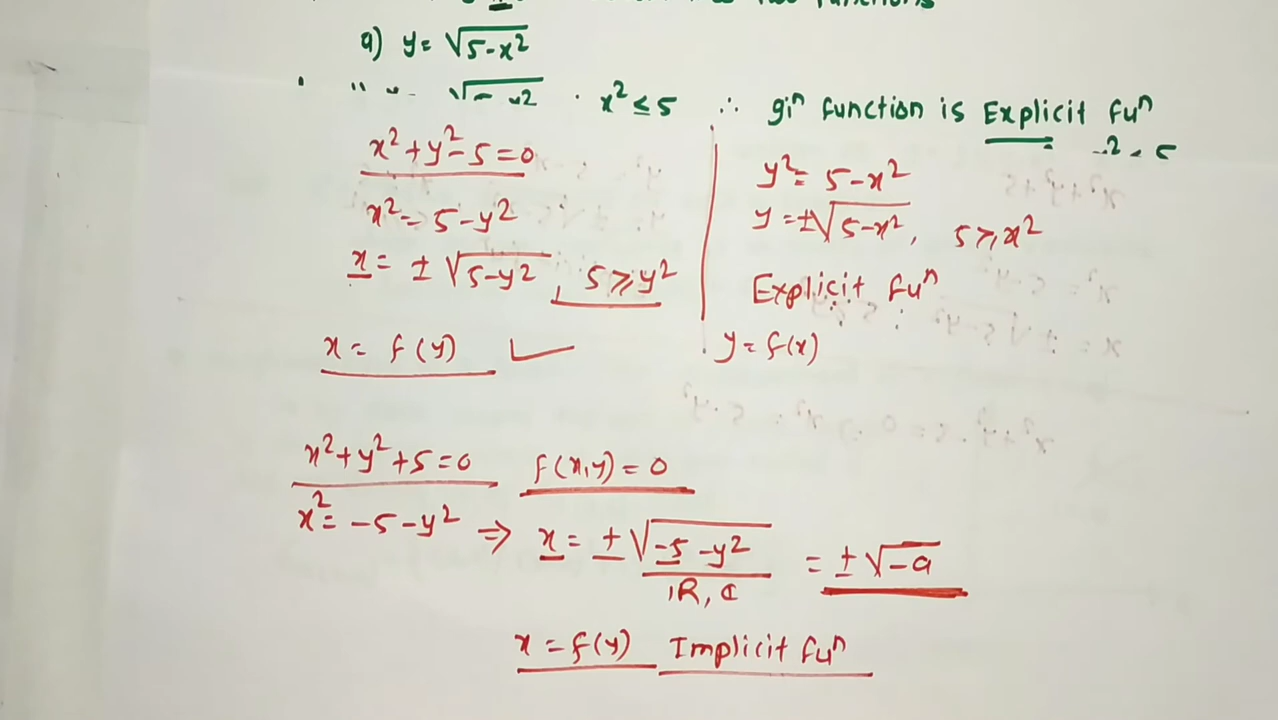 functions
a) y = √5-x²
x² ≤ 5 ∴ giⁿ function is Explicit fuⁿ
x² + y² - 5 = 0
x² = 5 - y²
x = ± √5-y² , 5 ⩾ y²
x = f(y) ✓
y² = 5 - x²
y = ±√5-x², 5 ⩾ x²
Explicit fuⁿ
y = f(x)
x² + y² + 5 = 0 f(x,y) = 0
x² = -5 - y² ⇒ x = ± √-5 - y² = ± √-a
IR, C
x = f(y) Implicit fuⁿ